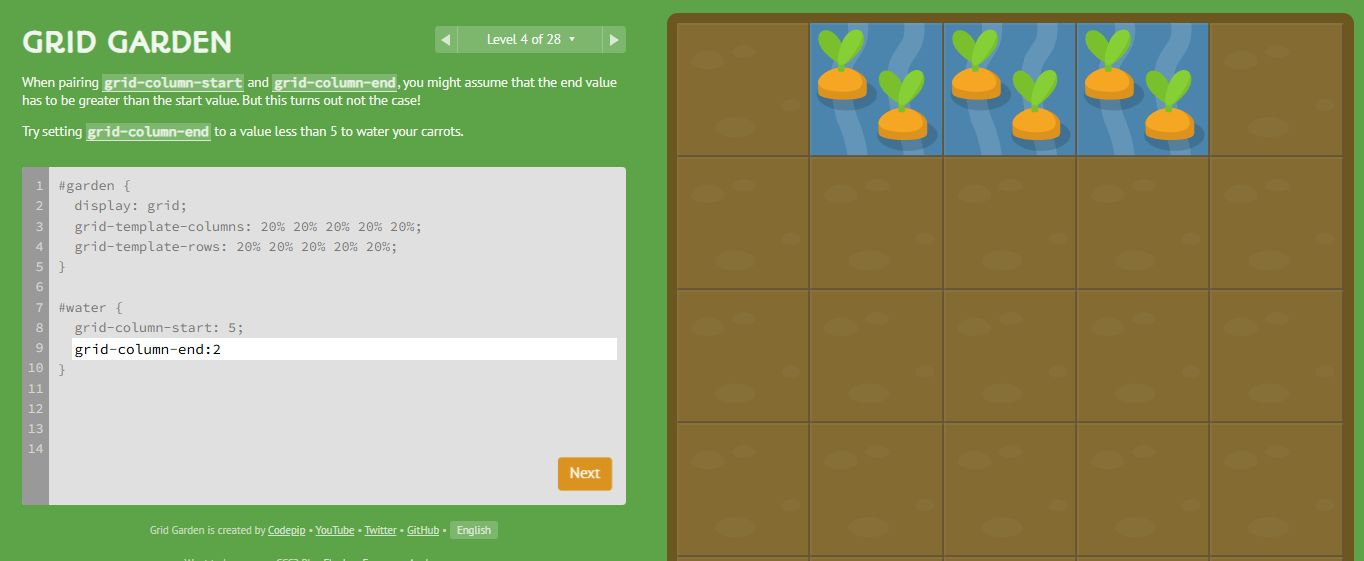 GRID GARDEN
Level 4 of 28
When pairing grid-column-start and grid-column-end, you might assume that the end value
has to be greater than the start value. But this turns out not the case!
Try setting grid-column-end to a value less than 5 to water your carrots.
1 #garden {
2 display: grid;
3 grid-template-columns: 20% 20% 20% 20% 20%;
4 grid-template-rows: 20% 20% 20% 20% 20%;
5 }
6
7 #water {
8 grid-column-start: 5;
9 grid-column-end:2
10 }
11
12
13
14
Next
Grid Garden is created by Codepip • YouTube • Twitter • GitHub • English